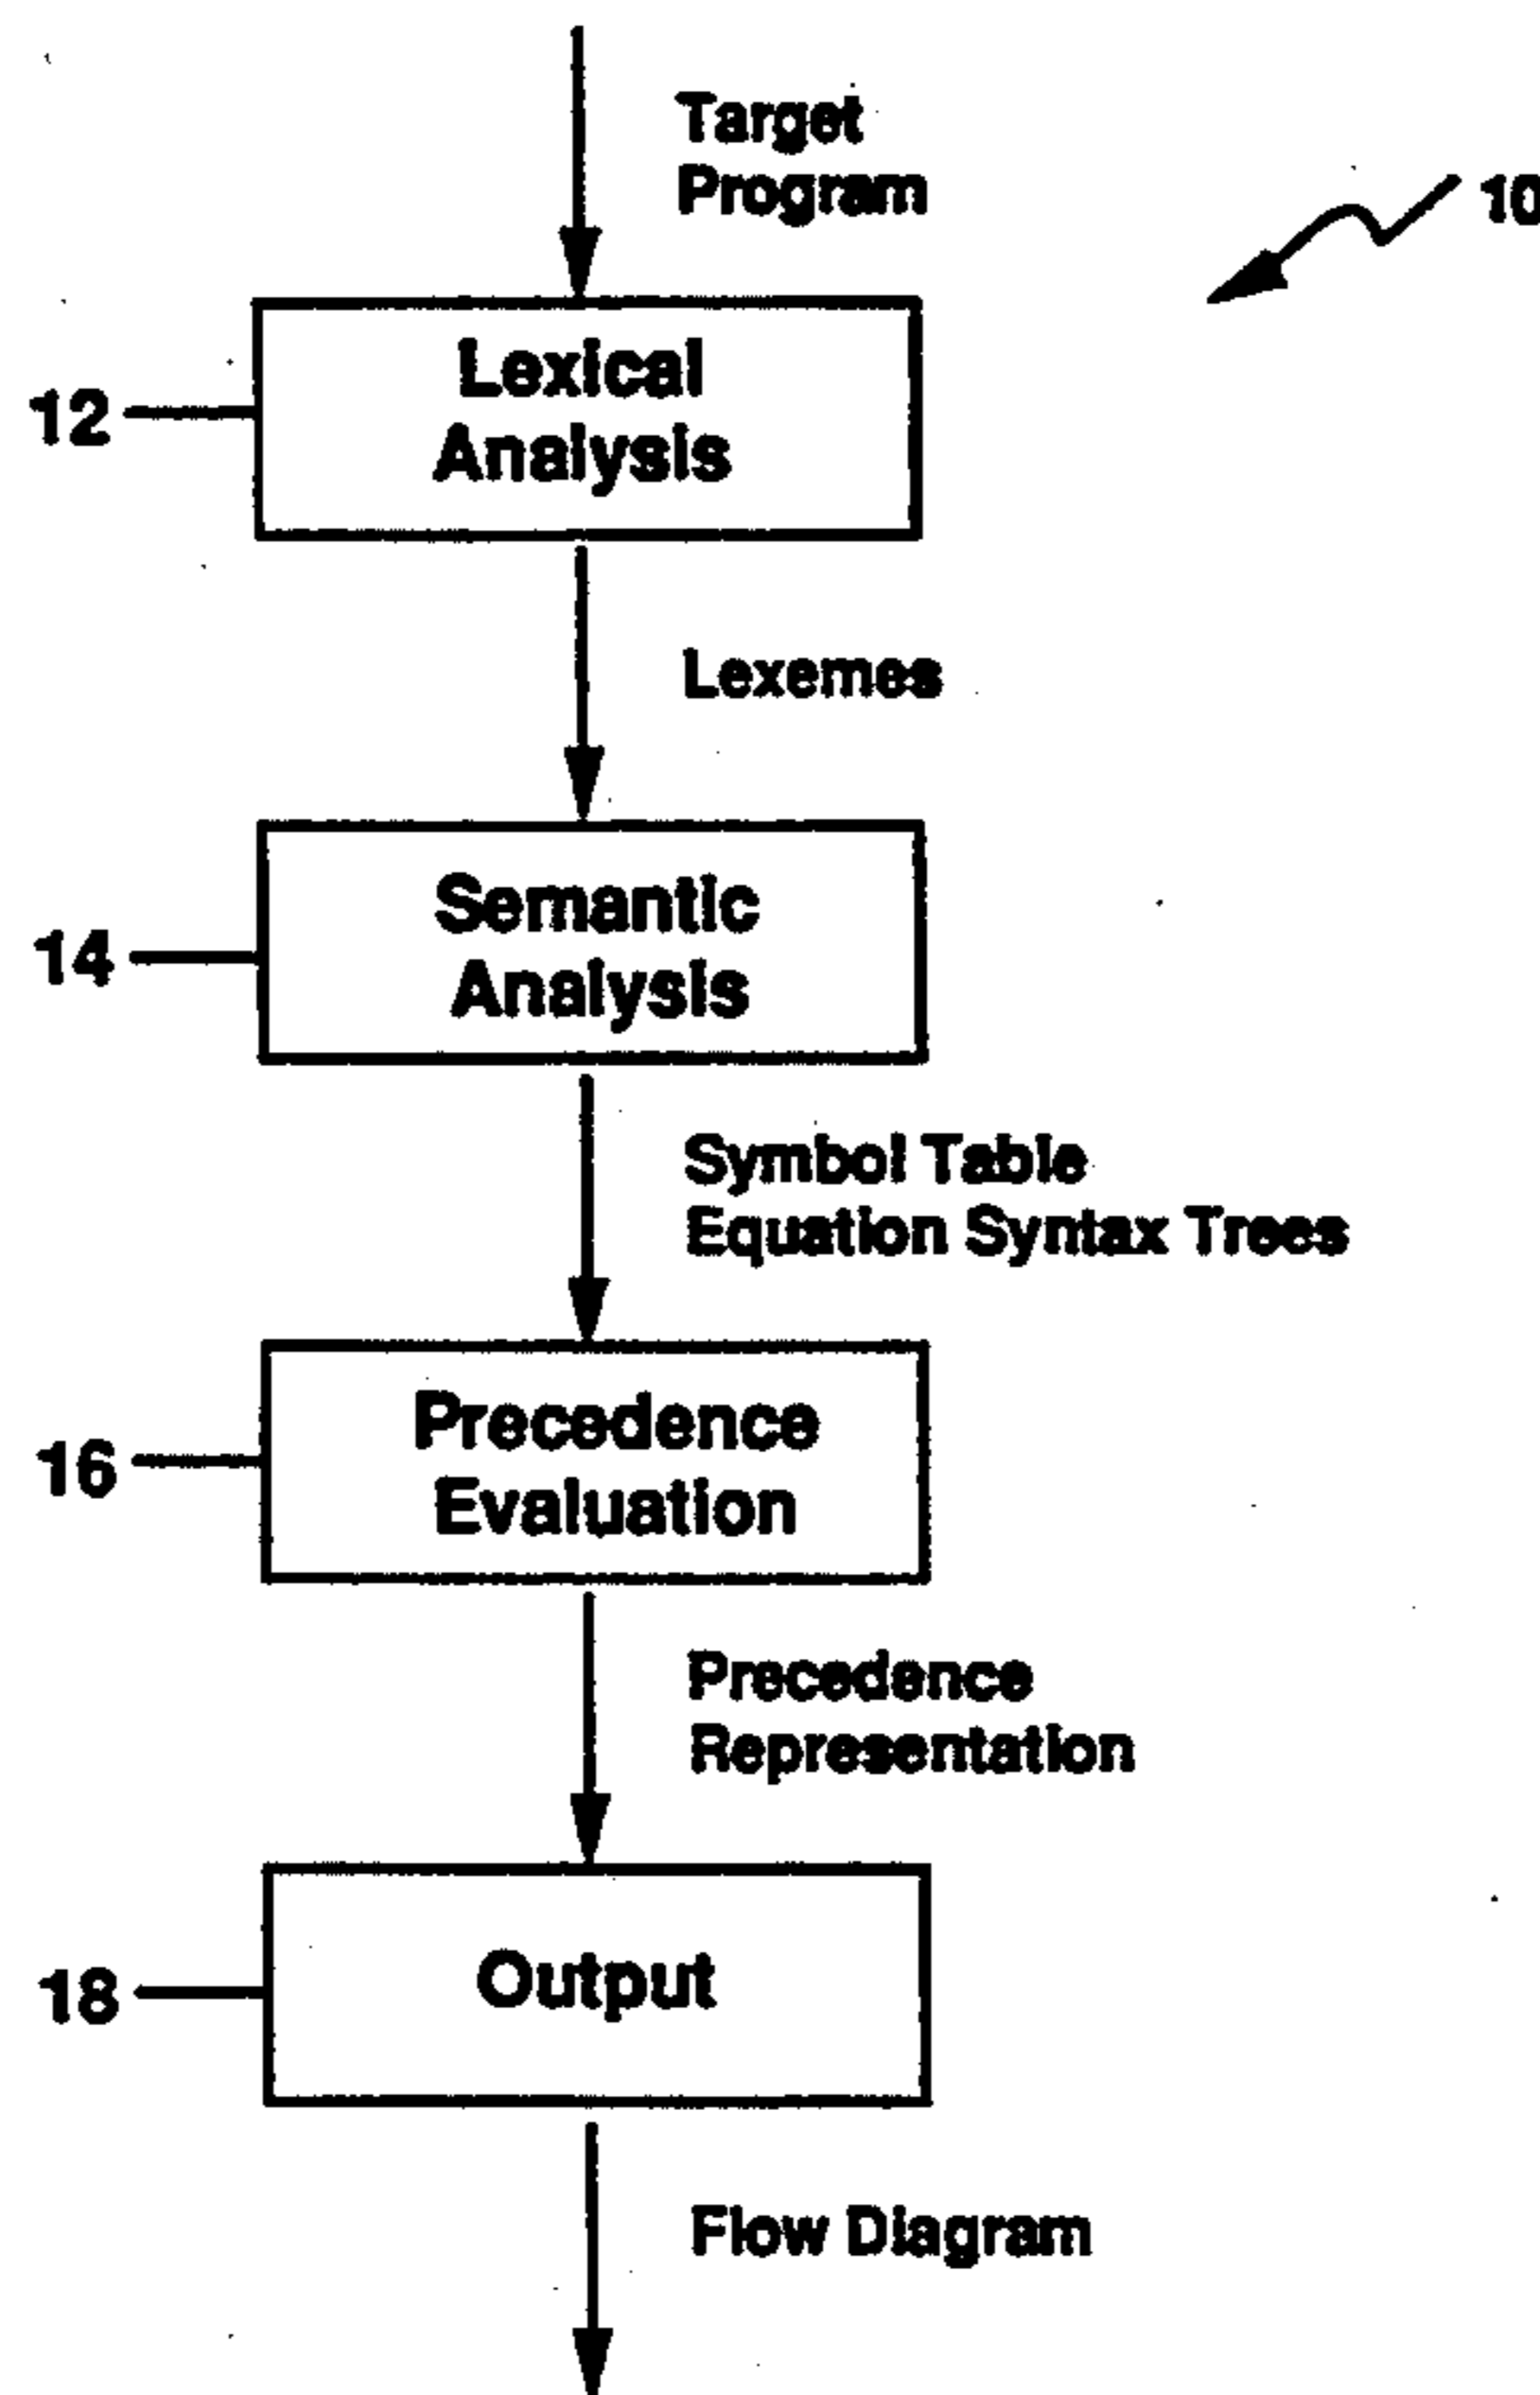 Target
Program
10
Lexical
Analysis
12
Lexemes
Semantic
Analysis
14
Symbol Table
Equation Syntax Trees
Precedence
Evaluation
16
Precedence
Representation
Output
18
Flow Diagram